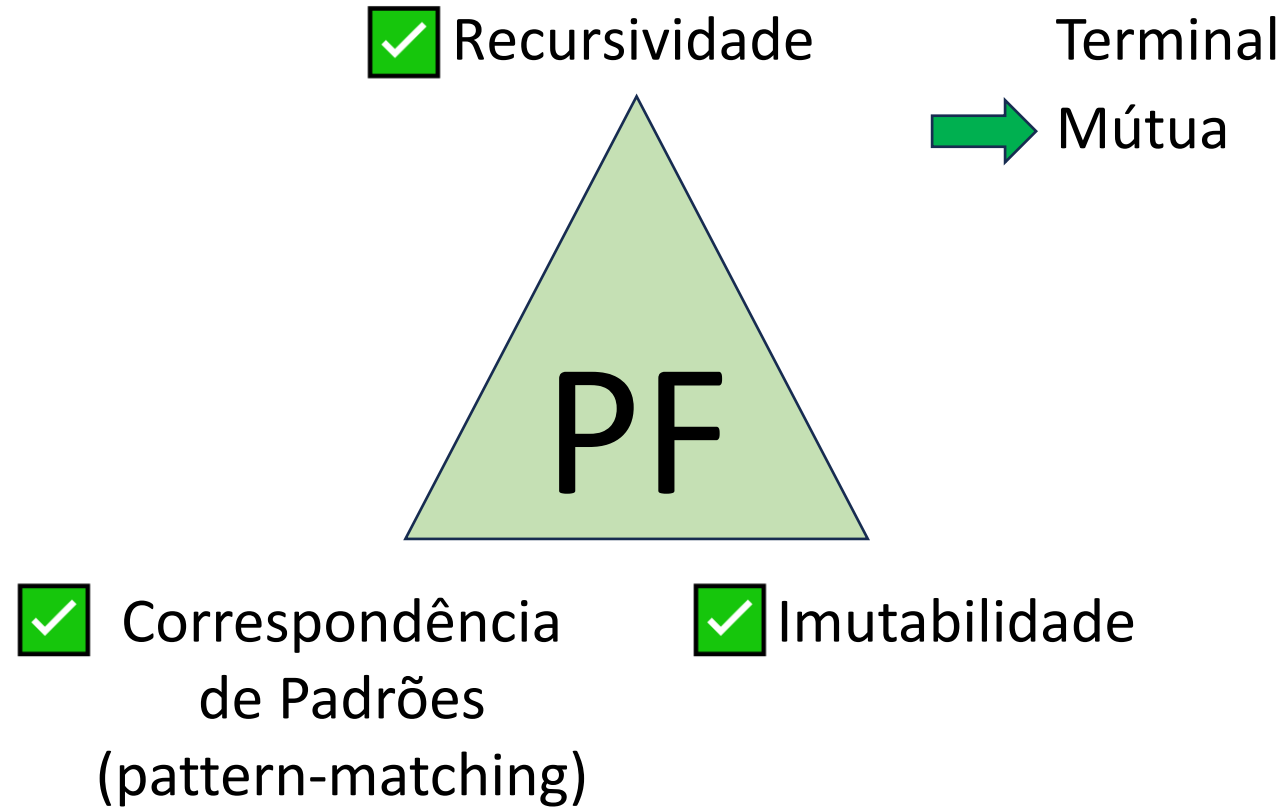 Recursividade
Terminal
Mútua
PF
Correspondência
de Padrões
(pattern-matching)
Imutabilidade